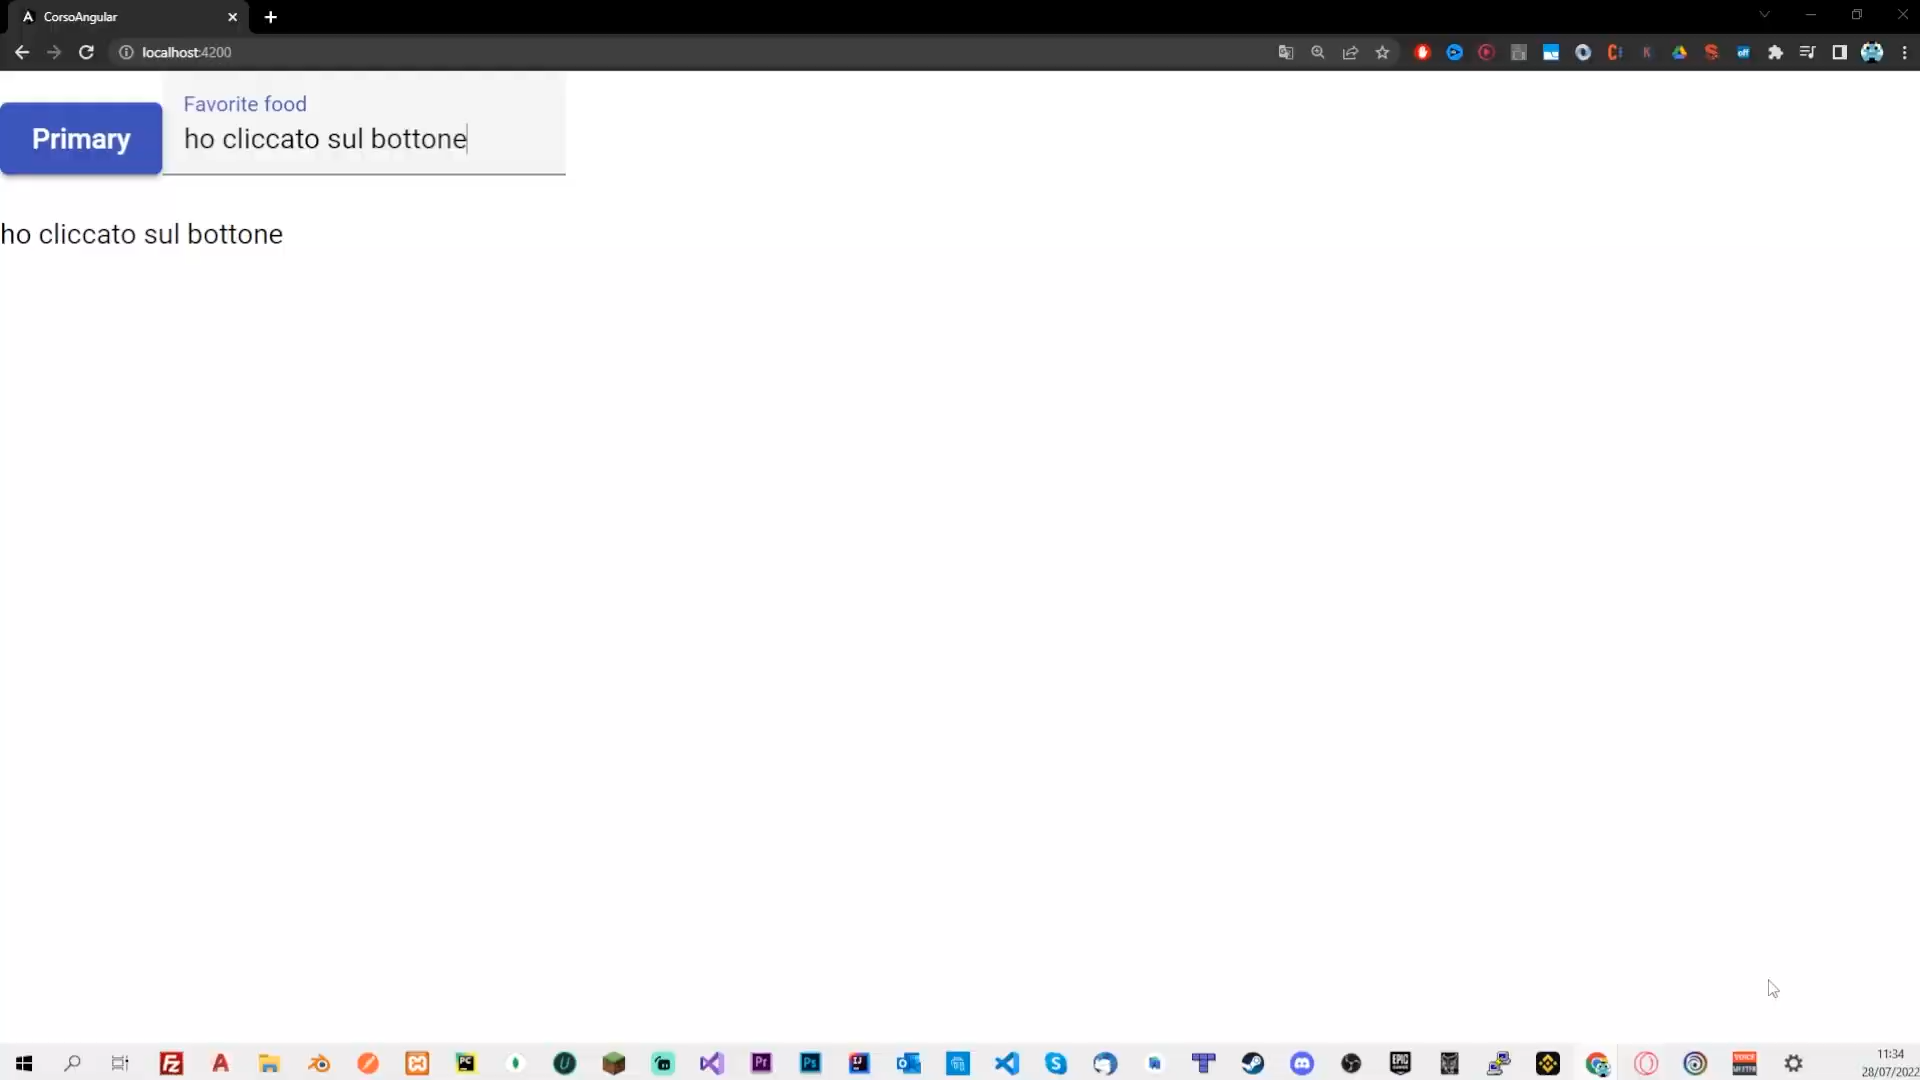 CorsoAngular
localhost:4200
Favorite food
Primary
ho cliccato sul bottone
ho cliccato sul bottone
11:34
28/07/2022